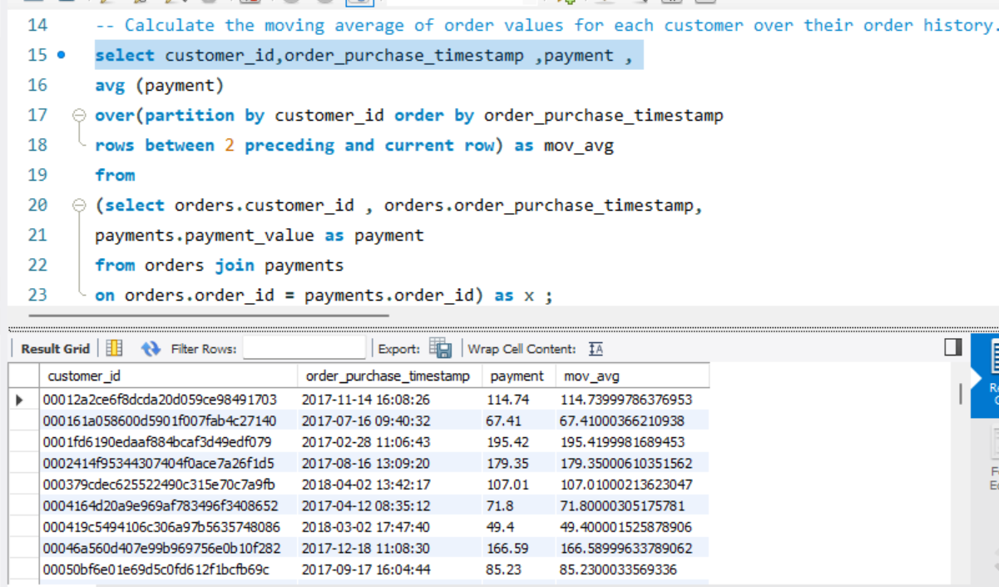 14 -- Calculate the moving average of order values for each customer over their order history.
15 select customer_id,order_purchase_timestamp ,payment ,
16 avg (payment)
17 over(partition by customer_id order by order_purchase_timestamp
18 rows between 2 preceding and current row) as mov_avg
19 from
20 (select orders.customer_id , orders.order_purchase_timestamp,
21 payments.payment_value as payment
22 from orders join payments
23 on orders.order_id = payments.order_id) as x ;
Result Grid Filter Rows: Export: Wrap Cell Content:
customer_id order_purchase_timestamp payment mov_avg
00012a2ce6f8dcda20d059ce98491703 2017-11-14 16:08:26 114.74 114.73999786376953
000161a058600d5901f007fab4c27140 2017-07-16 09:40:32 67.41 67.41000366210938
0001fd6190edaaf884bcaf3d49edf079 2017-02-28 11:06:43 195.42 195.4199981689453
0002414f95344307404f0ace7a26f1d5 2017-08-16 13:09:20 179.35 179.35000610351562
000379cdec625522490c315e70c7a9fb 2018-04-02 13:42:17 107.01 107.01000213623047
0004164d20a9e969af783496f3408652 2017-04-12 08:35:12 71.8 71.80000305175781
000419c5494106c306a97b5635748086 2018-03-02 17:47:40 49.4 49.400001525878906
00046a560d407e99b969756e0b10f282 2017-12-18 11:08:30 166.59 166.58999633789062
00050bf6e01e69d5c0fd612f1bcfb69c 2017-09-17 16:04:44 85.23 85.2300033569336